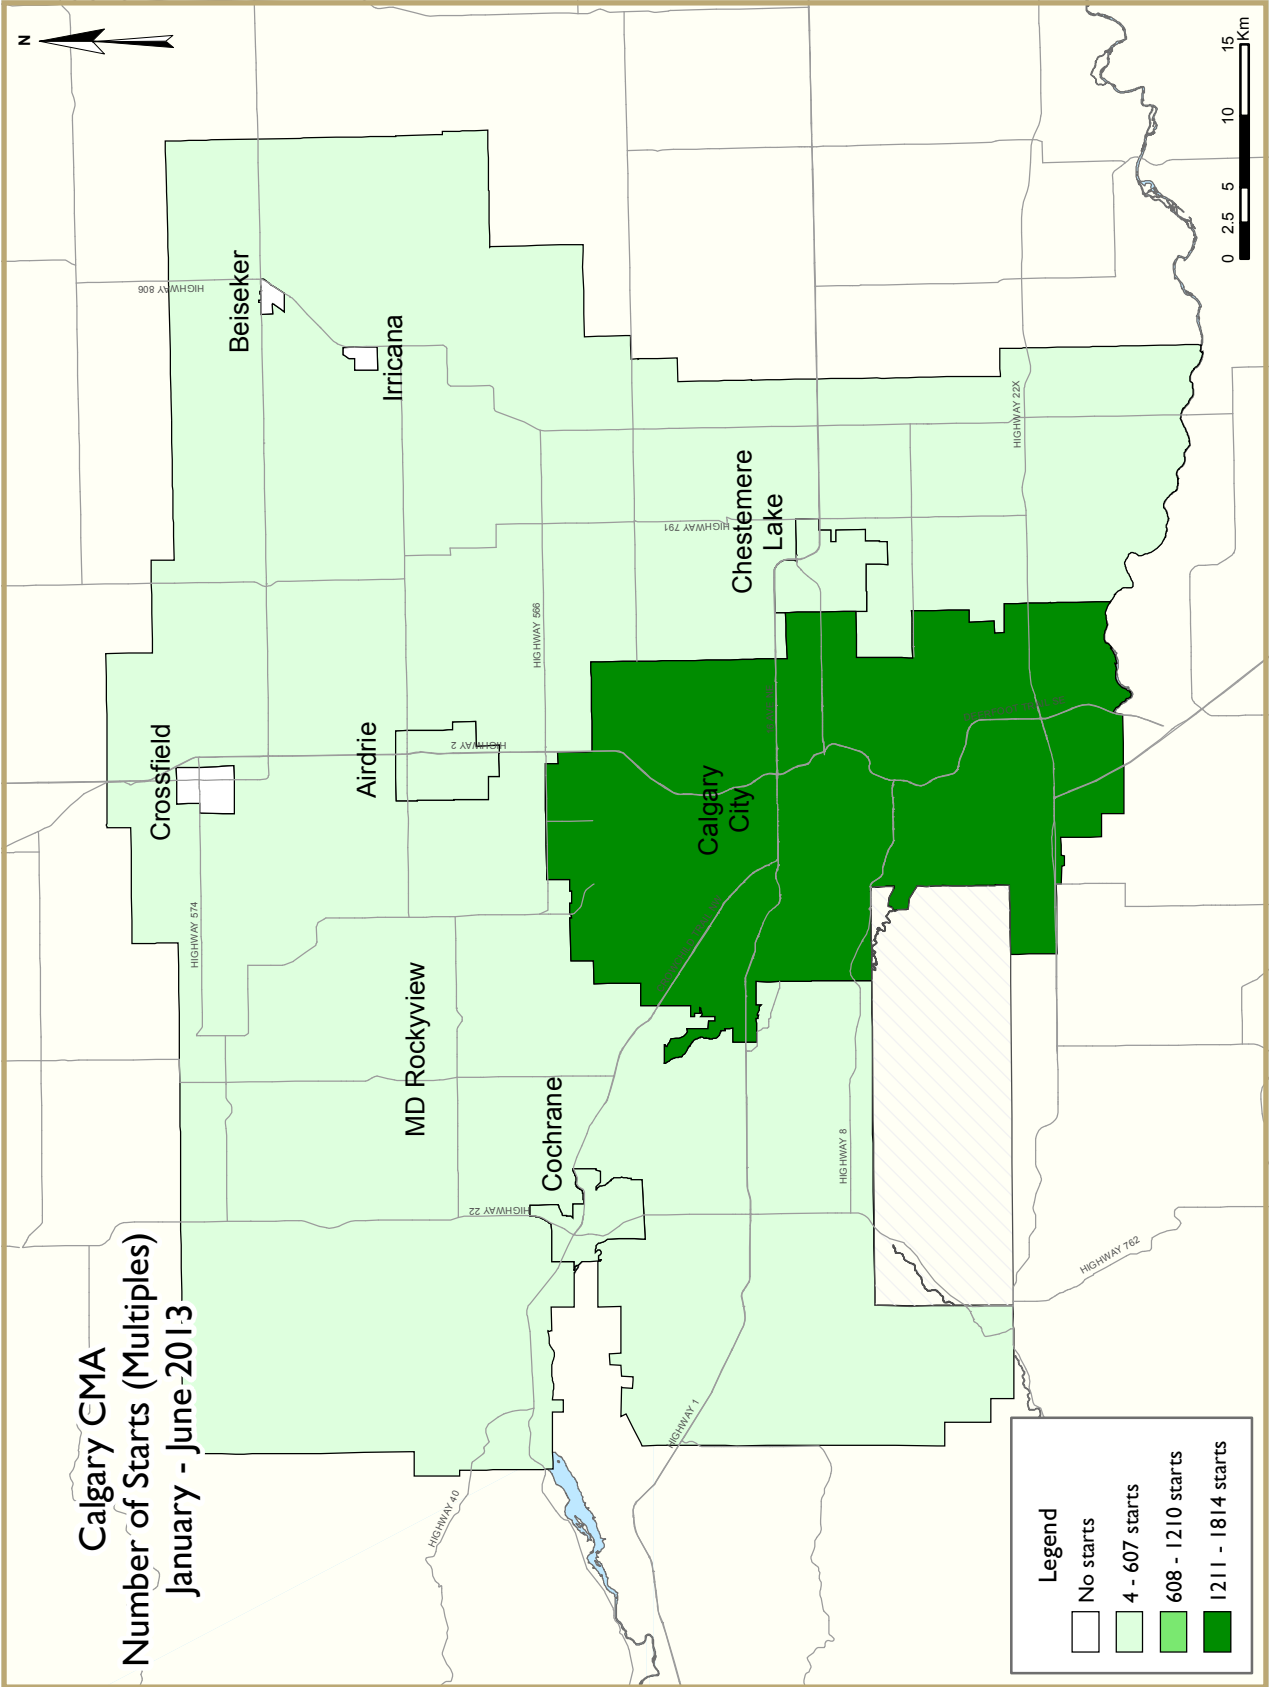 Calgary CMA
Number of Starts (Multiples)
January - June 2013
N
HIGHWAY 806
Beiseker
Irricana
Crossfield
HIGHWAY 574
Airdrie
HIGHWAY 2
HIGHWAY 566
MD Rockyview
HIGHWAY 791
Chestemere
Lake
HIGHWAY 22X
Cochrane
HIGHWAY 22
Calgary
City
HIGHWAY 8
HIGHWAY 762
HIGHWAY 1
HIGHWAY 40
Legend
No starts
4 - 607 starts
608 - 1210 starts
1211 - 1814 starts
0 2.5 5 10 15
Km